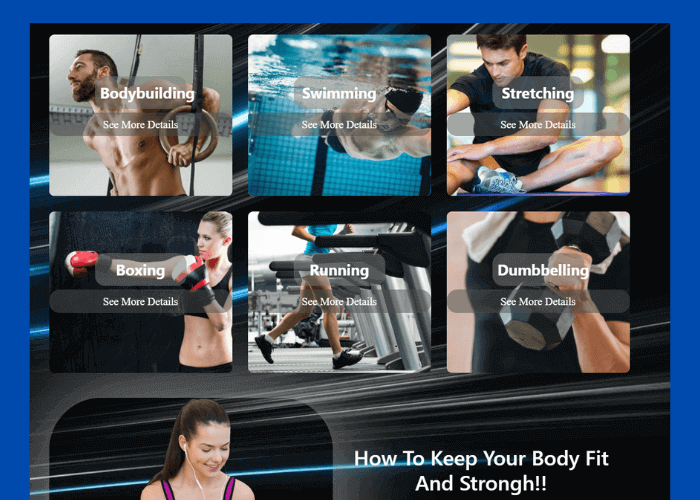 Bodybuilding
See More Details
Swimming
See More Details
Stretching
See More Details
Boxing
See More Details
Running
See More Details
Dumbbelling
See More Details
How To Keep Your Body Fit
And Strongh!!